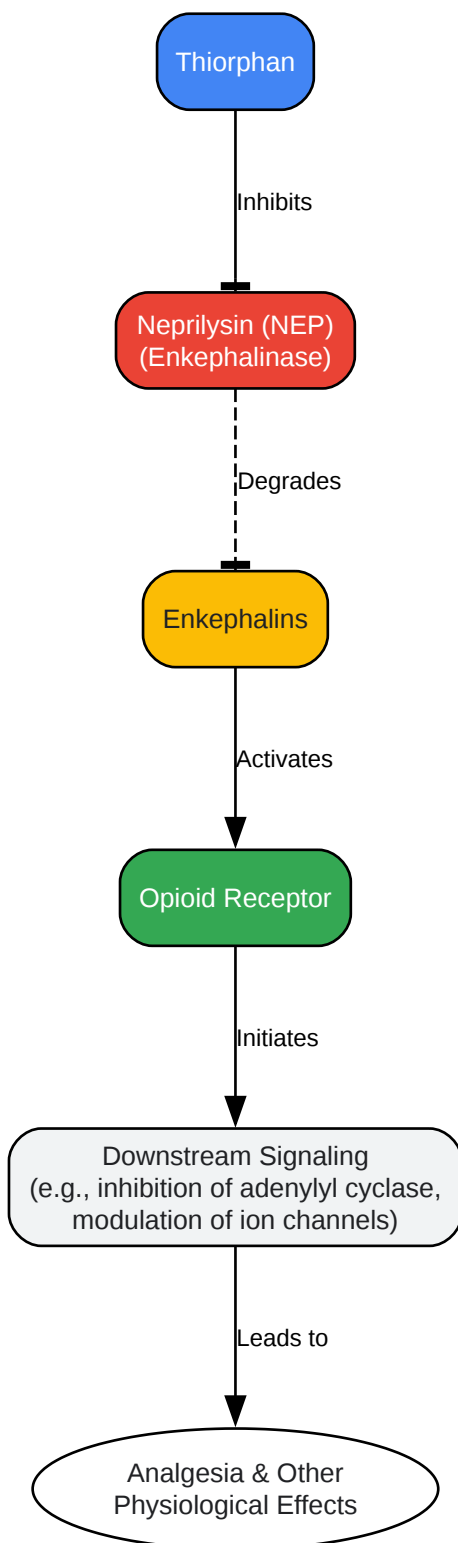 Thiorphan
Inhibits
Neprilysin (NEP)
(Enkephalinase)
Degrades
Enkephalins
Activates
Opioid Receptor
Initiates
Downstream Signaling
(e.g., inhibition of adenylyl cyclase,
modulation of ion channels)
Leads to
Analgesia & Other
Physiological Effects